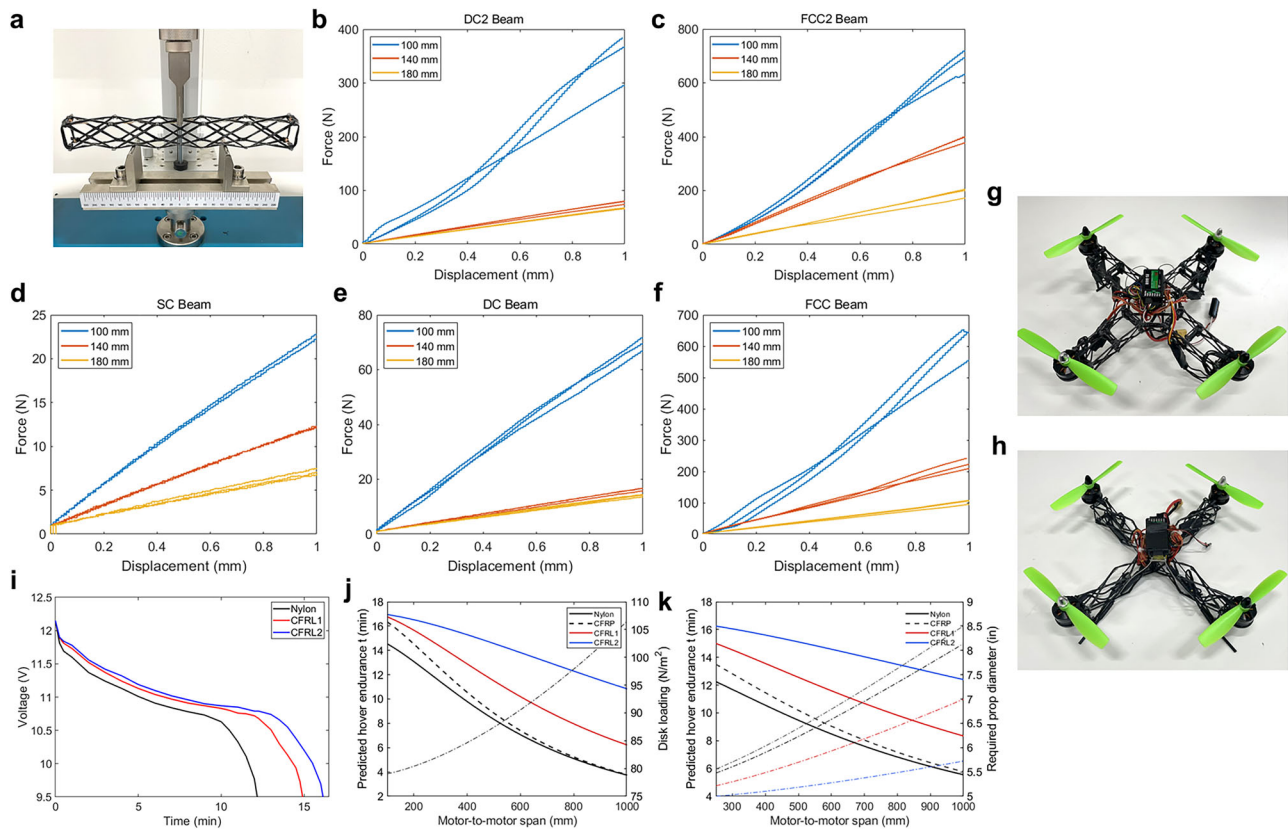 a
b
DC2 Beam
400
300
200
100
0
Force (N)
100 mm
140 mm
180 mm
0 0.2 0.4 0.6 0.8 1
Displacement (mm)
c
FCC2 Beam
800
600
400
200
0
Force (N)
100 mm
140 mm
180 mm
0 0.2 0.4 0.6 0.8 1
Displacement (mm)
d
SC Beam
25
20
15
10
5
0
Force (N)
100 mm
140 mm
180 mm
0 0.2 0.4 0.6 0.8 1
Displacement (mm)
e
DC Beam
80
60
40
20
0
Force (N)
100 mm
140 mm
180 mm
0 0.2 0.4 0.6 0.8 1
Displacement (mm)
f
FCC Beam
700
600
500
400
300
200
100
0
Force (N)
100 mm
140 mm
180 mm
0 0.2 0.4 0.6 0.8 1
Displacement (mm)
g
h
i
12.5
12
11.5
11
10.5
10
9.5
Voltage (V)
Nylon
CFRL1
CFRL2
0 5 10 15
Time (min)
j
18
16
14
12
10
8
6
4
2
Predicted hover endurance t (min)
Nylon
CFRP
CFRL1
CFRL2
110
105
100
95
90
85
80
75
Disk loading (N/m²)
200 400 600 800 1000
Motor-to-motor span (mm)
k
18
16
14
12
10
8
6
4
Predicted hover endurance t (min)
Nylon
CFRP
CFRL1
CFRL2
9
8.5
8
7.5
7
6.5
6
5.5
5
Required prop diameter (in)
300 400 500 600 700 800 900 1000
Motor-to-motor span (mm)